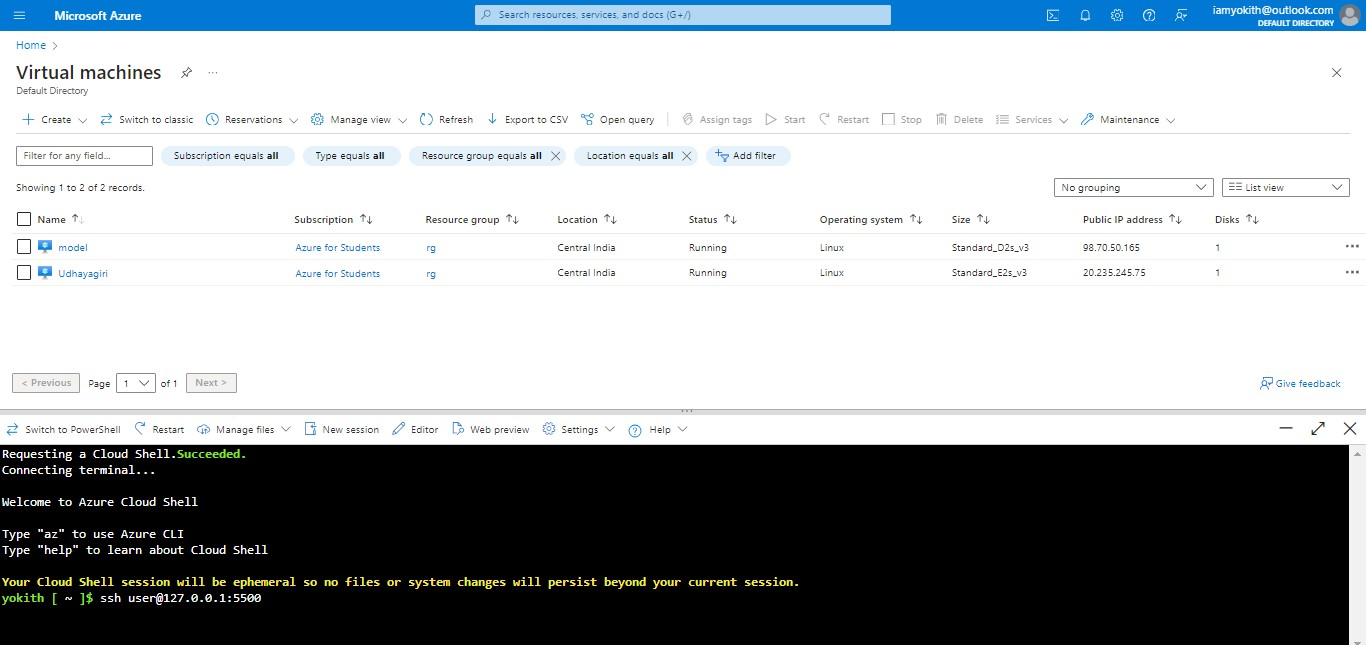 Microsoft Azure
Search resources, services, and docs (G+/)
iamyokith@outlook.com
DEFAULT DIRECTORY
Home >
Virtual machines
...
Default Directory
Create
Switch to classic
Reservations
Manage view
Refresh
Export to CSV
Open query
Assign tags
Start
Restart
Stop
Delete
Services
Maintenance
Filter for any field...
Subscription equals all
Type equals all
Resource group equals all
Location equals all
Add filter
Showing 1 to 2 of 2 records.
No grouping
List view
Name ↑↓ Subscription ↑↓ Resource group ↑↓ Location ↑↓ Status ↑↓ Operating system ↑↓ Size ↑↓ Public IP address ↑↓ Disks ↑↓
model Azure for Students rg Central India Running Linux Standard_D2s_v3 98.70.50.165 1 ...
Udhayagiri Azure for Students rg Central India Running Linux Standard_E2s_v3 20.235.245.75 1 ...
< Previous Page 1 of 1 Next >
Give feedback
Switch to PowerShell
Restart
Manage files
New session
Editor
Web preview
Settings
Help
Requesting a Cloud Shell.Succeeded.
Connecting terminal...
Welcome to Azure Cloud Shell
Type "az" to use Azure CLI
Type "help" to learn about Cloud Shell
Your Cloud Shell session will be ephemeral so no files or system changes will persist beyond your current session.
yokith [ ~ ]$ ssh user@127.0.0.1:5500